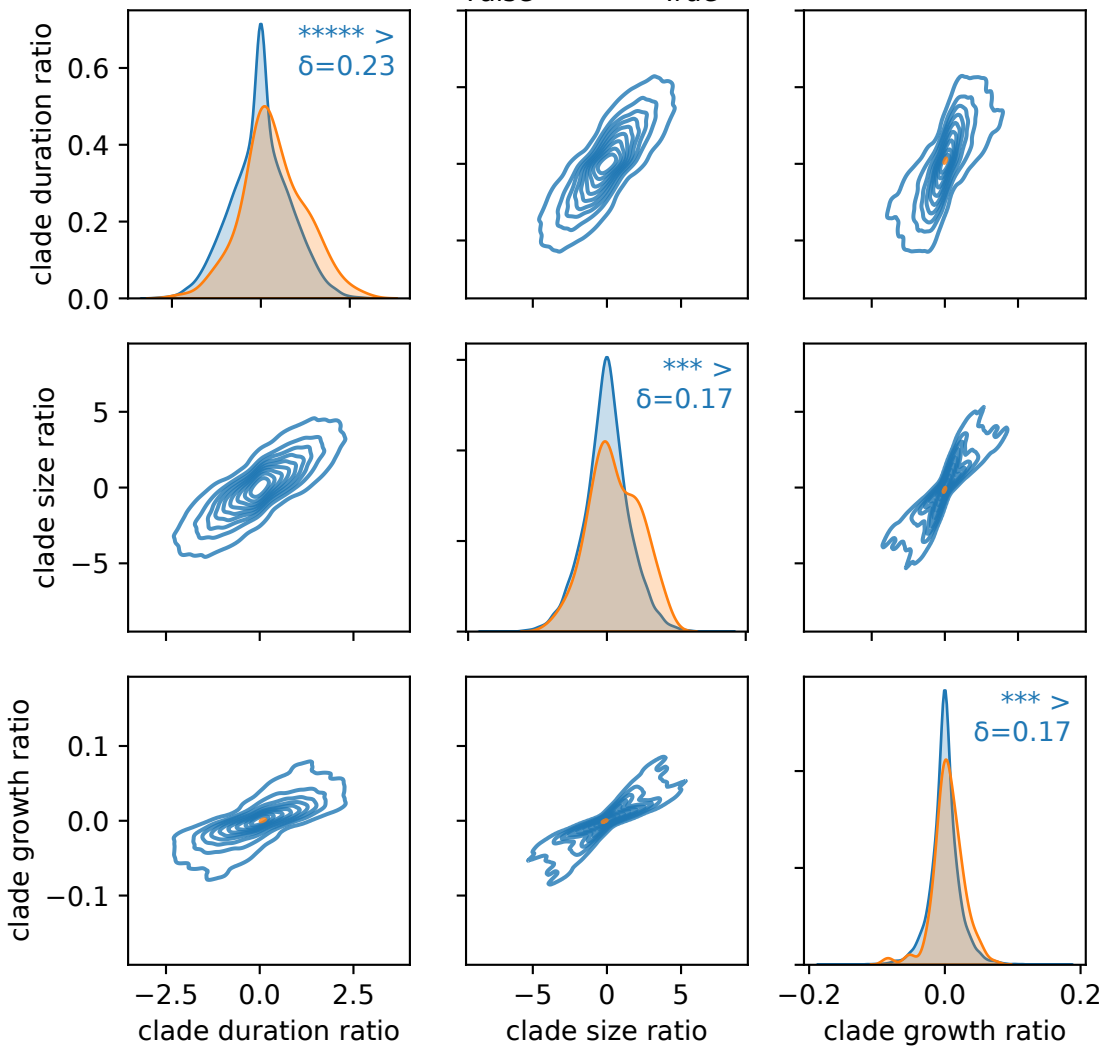 ***** >
δ=0.23
clade duration ratio
0.6
0.4
0.2
0.0
*** >
δ=0.17
clade size ratio
5
0
−5
*** >
δ=0.17
clade growth ratio
0.1
0.0
−0.1
−2.5 0.0 2.5 −5 0 5 −0.2 0.0 0.2
clade duration ratio clade size ratio clade growth ratio